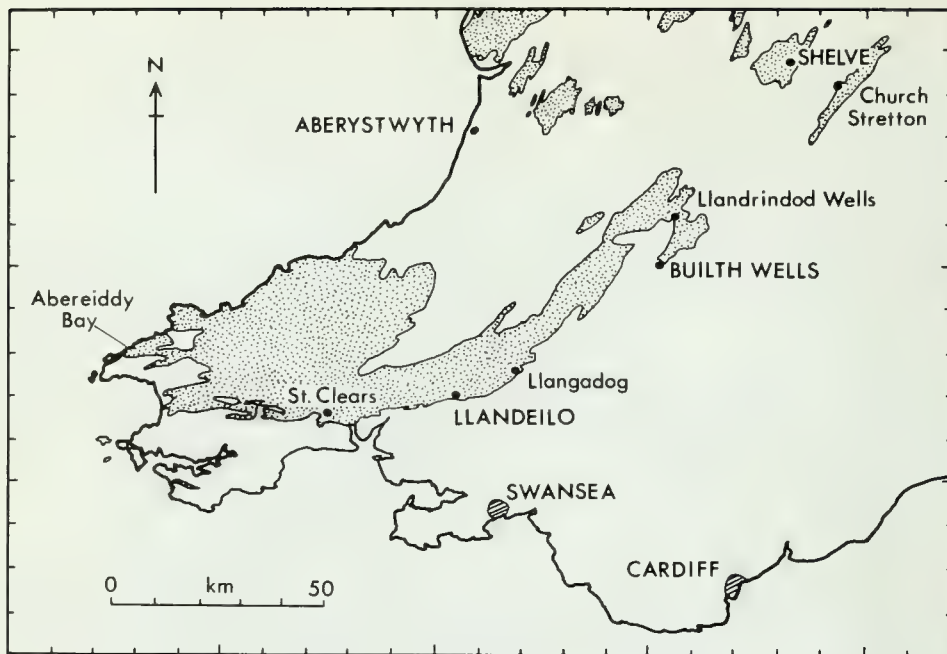 N
SHELVE
Church
Stretton
ABERYSTWYTH
Llandrindod Wells
BUILTH WELLS
Abereiddy
Bay
St. Clears
Llangadog
LLANDEILO
SWANSEA
CARDIFF
0 km 50